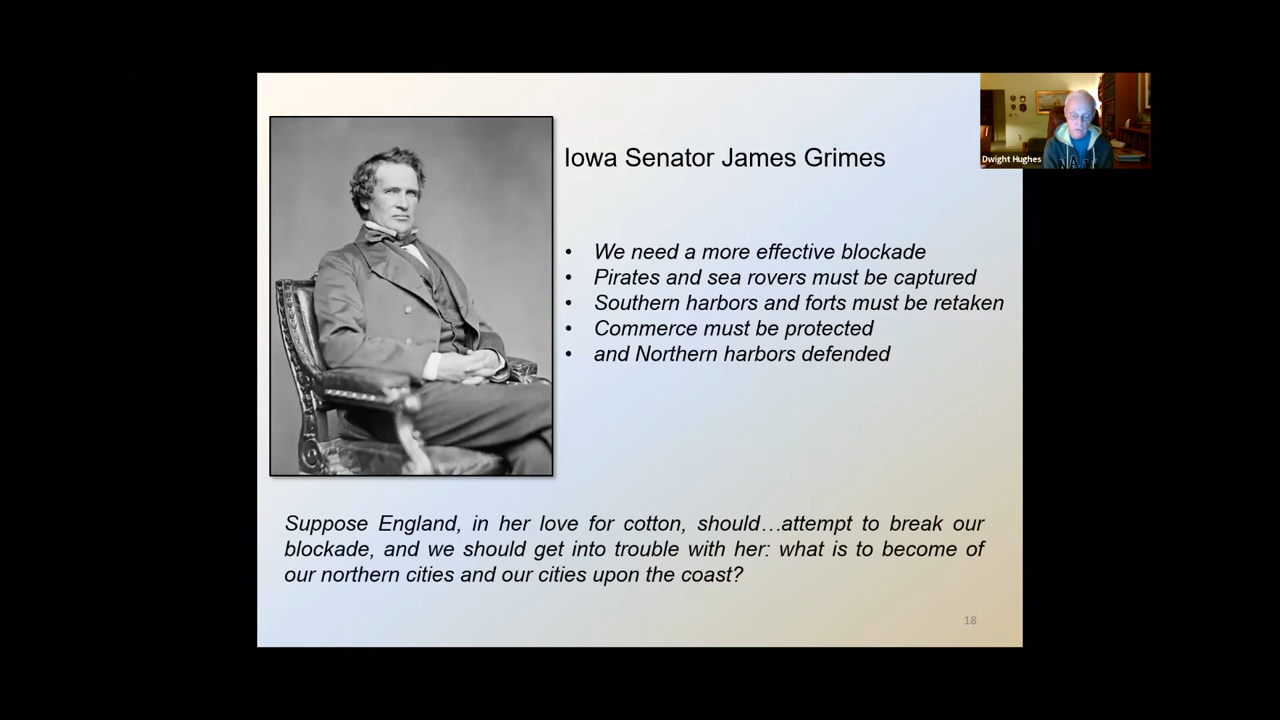 Iowa Senator James Grimes
Dwight Hughes
• We need a more effective blockade
• Pirates and sea rovers must be captured
• Southern harbors and forts must be retaken
• Commerce must be protected
• and Northern harbors defended
Suppose England, in her love for cotton, should…attempt to break our
blockade, and we should get into trouble with her: what is to become of
our northern cities and our cities upon the coast?
18